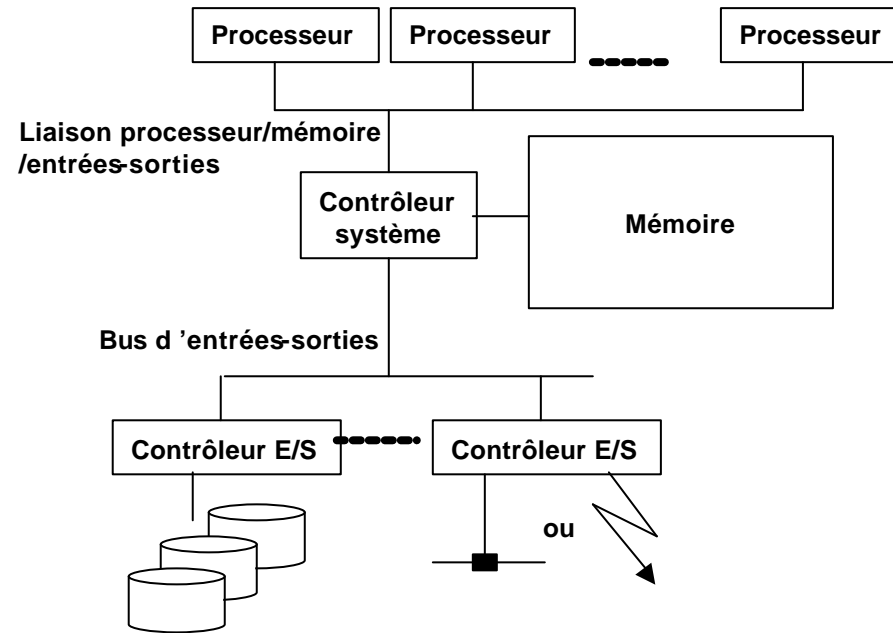 Processeur
Processeur
Processeur
Liaison processeur/mémoire
/entrées-sorties
Contrôleur
système
Mémoire
Bus d ’entrées-sorties
Contrôleur E/S
Contrôleur E/S
ou